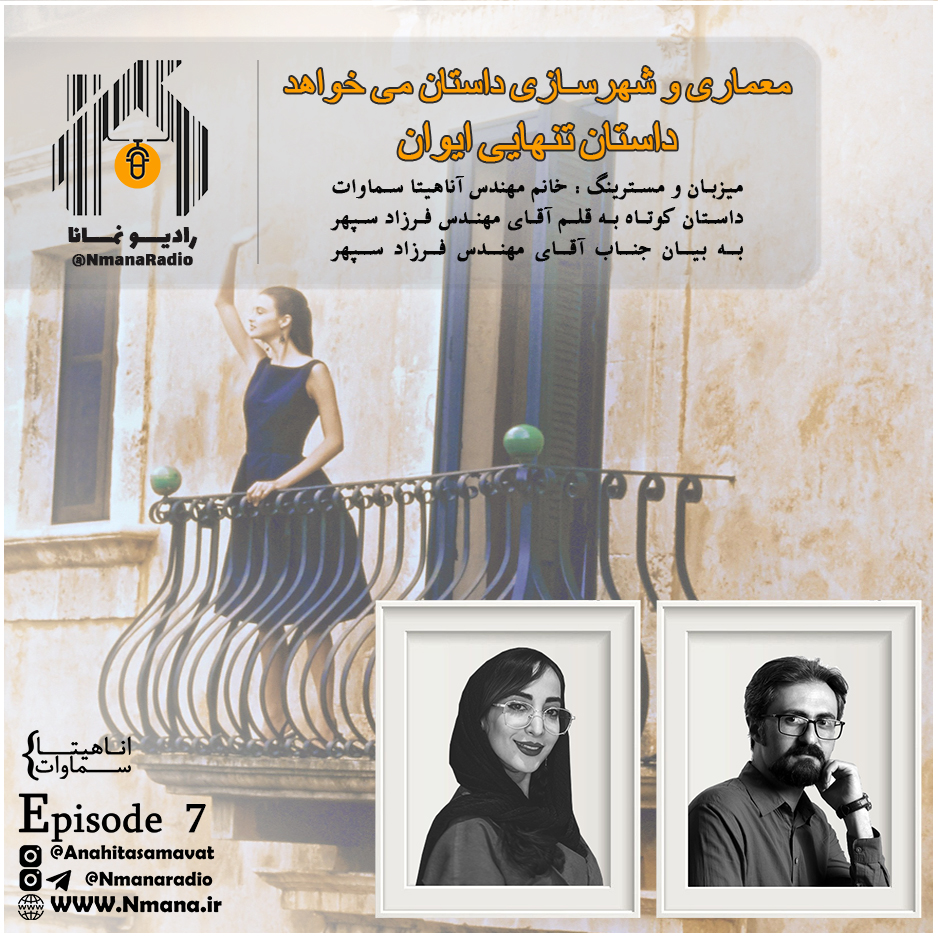 معماری و شهرسازی داستان می خواهد
داستان تنهایی ایوان
میزبان و مسترینگ : خانم مهندس آناهیتا سماوات
داستان کوتاه به قلم آقای مهندس فرزاد سپهر
به بیان جناب آقای مهندس فرزاد سپهر
رادیو نمانا
@NmanaRadio
اناهیتا
سماوات
Episode 7
@Anahitasamavat
@Nmanaradio
WWW.Nmana.ir